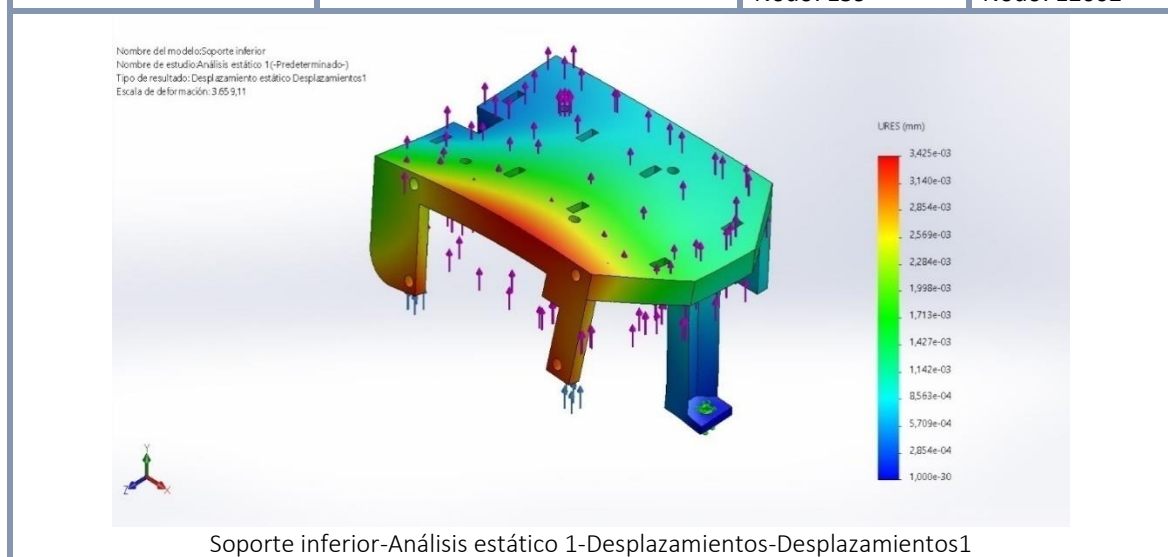 Nombre del modelo:Soporte inferior
Nombre de estudio:Análisis estático 1(-Predeterminado-)
Tipo de resultado: Desplazamiento estático Desplazamientos1
Escala de deformación: 3.659,11
URES (mm)
3,425e-03
3,140e-03
2,854e-03
2,569e-03
2,284e-03
1,998e-03
1,713e-03
1,427e-03
1,142e-03
8,563e-04
5,709e-04
2,854e-04
1,000e-30
Y
Z
X
Soporte inferior-Análisis estático 1-Desplazamientos-Desplazamientos1